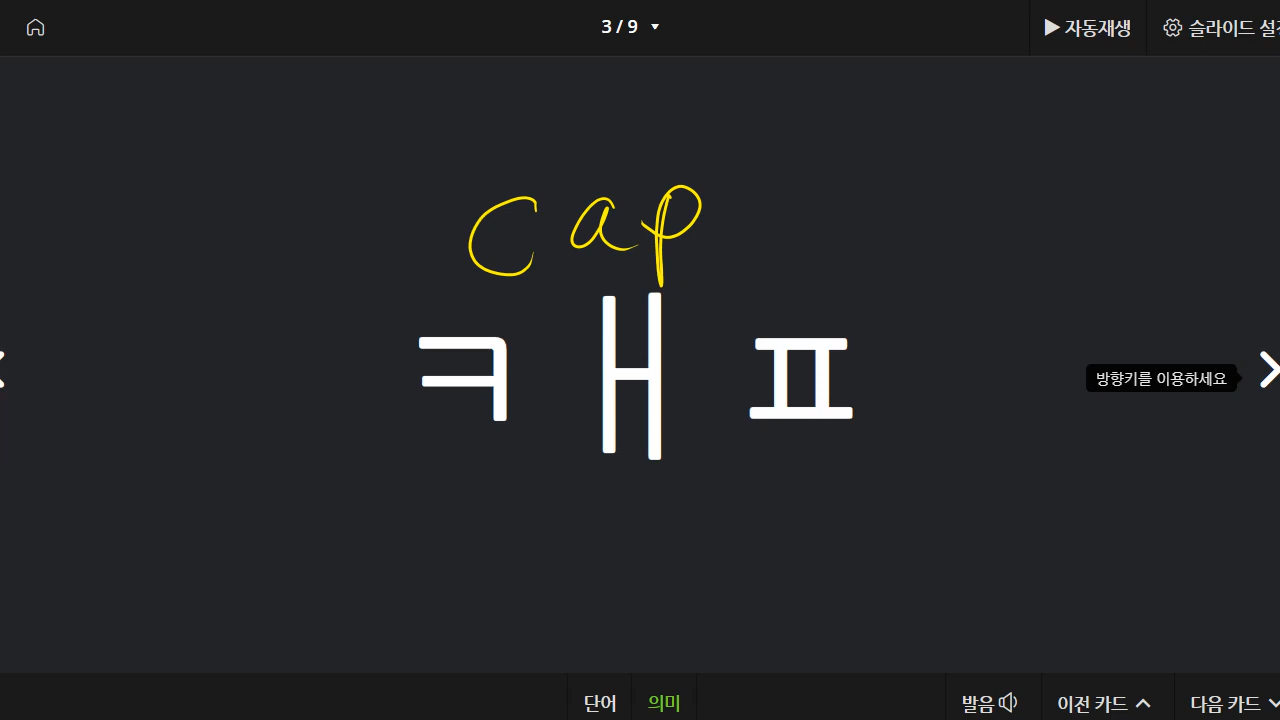 3 / 9
자동재생
슬라이드 설
cap
ㅋ ㅐ ㅍ
방향키를 이용하세요
단어
의미
발음
이전 카드
다음 카드